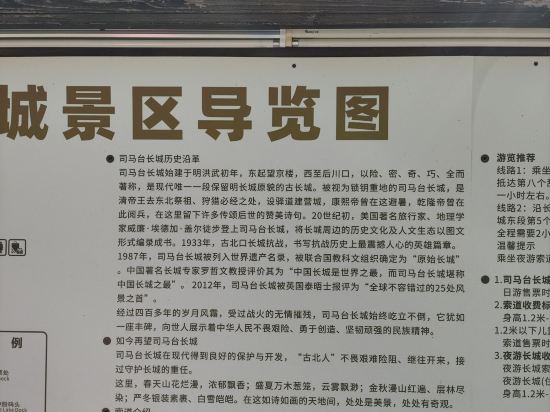 城景区导览图
司马台长城历史沿革
司马台长城始建于明洪武初年，东起望京楼，西至后川口，以险、密、奇、巧、全而
著称，是现代唯一一段保留明长城原貌的古长城。被视为锁钥重地的司马台长城，是
清帝王去东北祭祖、狩猎必经之处，设驿道建营城，康熙帝曾在这避暑，乾隆帝曾在
此阅兵，在这里留下许多传颂后世的赞美诗句。20世纪初，美国著名旅行家、地理学
家威廉·埃德加·盖尔徒步登上司马台长城，将长城周边的历史文化及人文生态以图文
形式编录成书。1933年，古北口长城抗战，书写抗战历史上最震撼人心的英雄篇章。
1987年，司马台长城被列入世界遗产名录，被联合国教科文组织确定为“原始长城”
。中国著名长城专家罗哲文教授评价其为“中国长城是世界之最，而司马台长城堪称
中国长城之最”。 2012年，司马台长城被英国泰晤士报评为“全球不容错过的25处风
景之首”。
经过四百多年的岁月风霜，受过战火的无情摧残，司马台长城始终屹立不倒，它犹如
一座丰碑，向世人展示着中华人民不畏艰险、勇于创造、坚韧顽强的民族精神。
如今再望司马台长城
司马台长城在现代得到良好的保护与开发，“古北人”不畏艰难险阻、继往开来，接
过守护长城的重任。
这里，春天山花烂漫，浓郁飘香；盛夏万木葱茏，云雾飘渺；金秋漫山红遍、层林尽
染；严冬银装素裹、白雪皑皑。在这如诗如画的天地间，处处是美景，处处有奇观。
索道介绍
游览推荐
线路1：乘坐
抵达第八个敌
一小时左右。
线路2：沿长
城东段第5个
全程需要2小
温馨提示
乘坐夜游索道
1.司马台长城
日游售票时
2.索道收费标
身高1.2米-
1.2米以下儿
索道售票时
3.夜游长城收
夜游长城索
夜游长城售
身高1.2米
例
码头